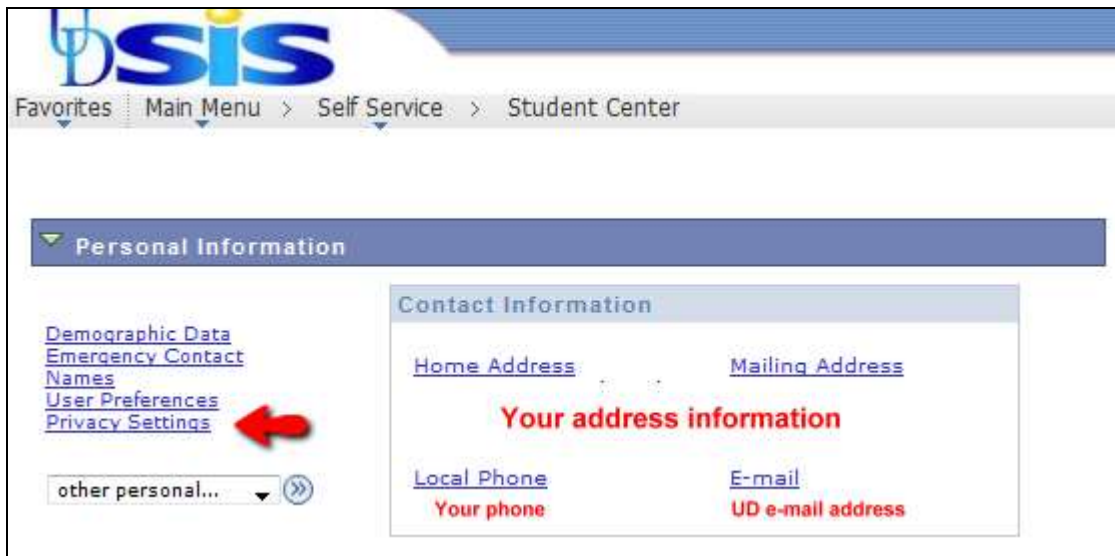 UDSIS
Favorites Main Menu > Self Service > Student Center
Personal Information
Contact Information
Demographic Data
Emergency Contact
Names
User Preferences
Privacy Settings
other personal...
Home Address Mailing Address
Your address information
Local Phone E-mail
Your phone UD e-mail address